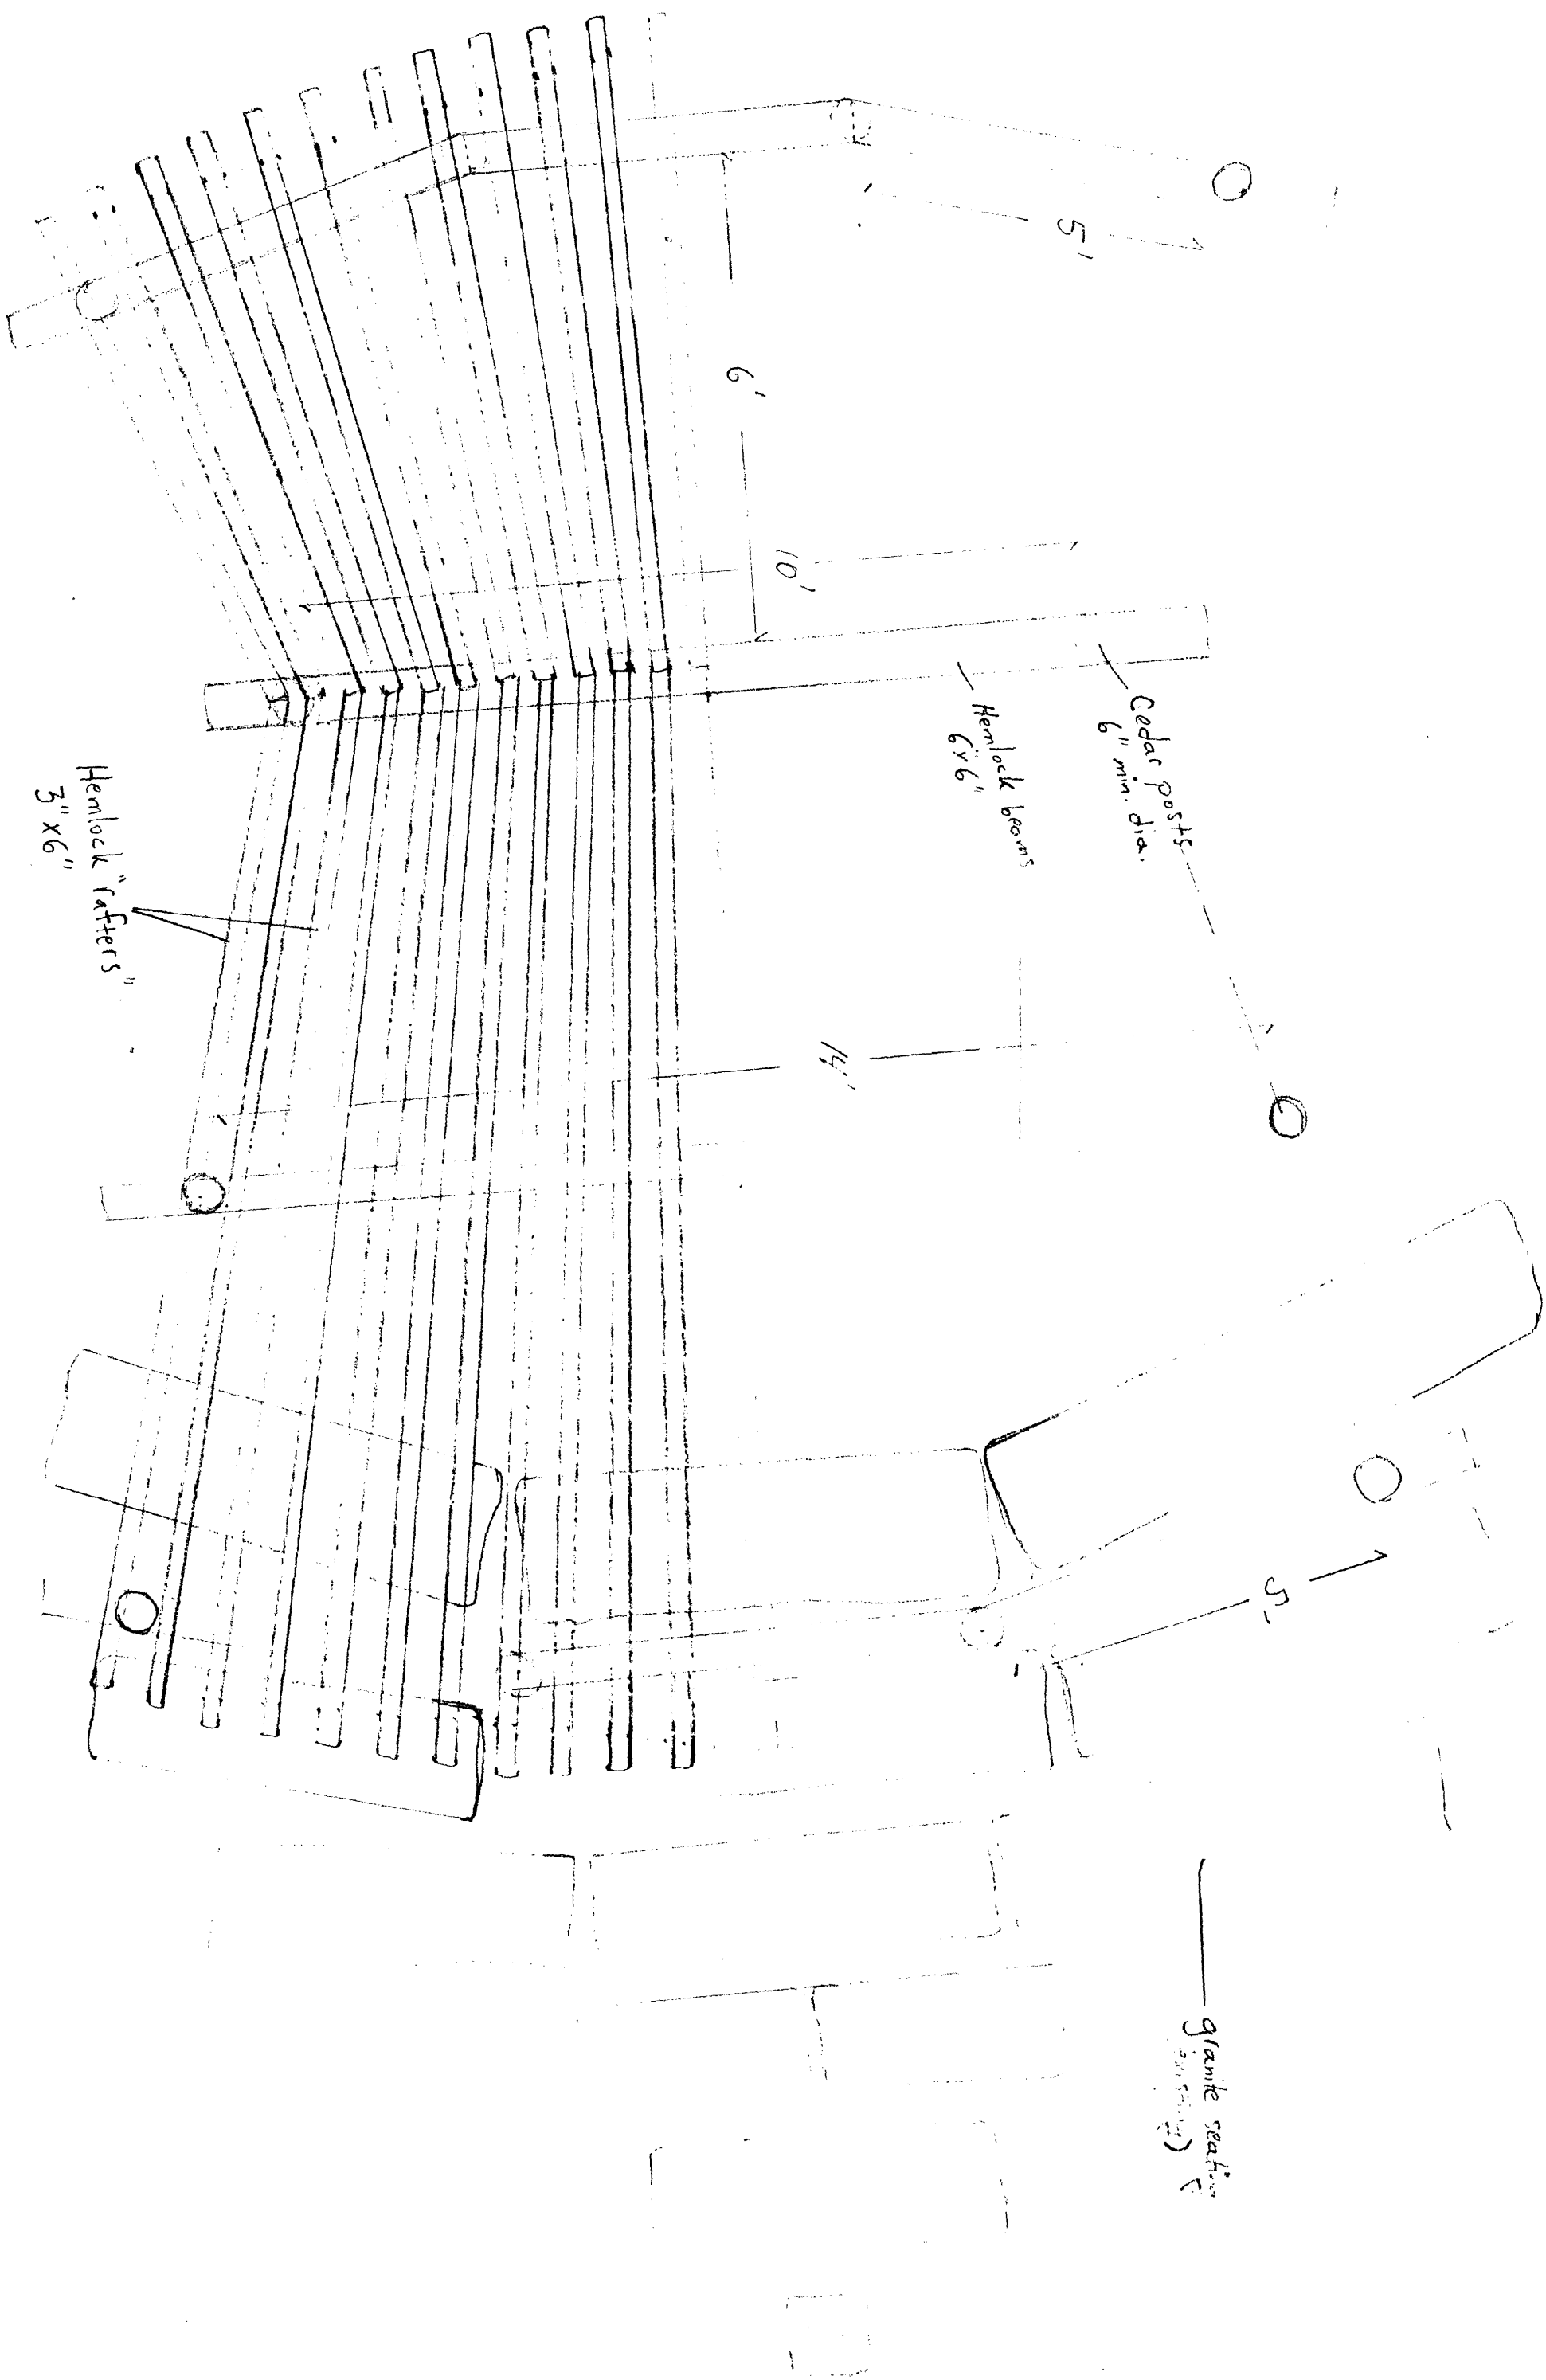 5'
6'
10'
Cedar posts
6" min. dia.
Hemlock beams
6"x6"
Hemlock "rafters"
3"x6"
14'
5'
granite